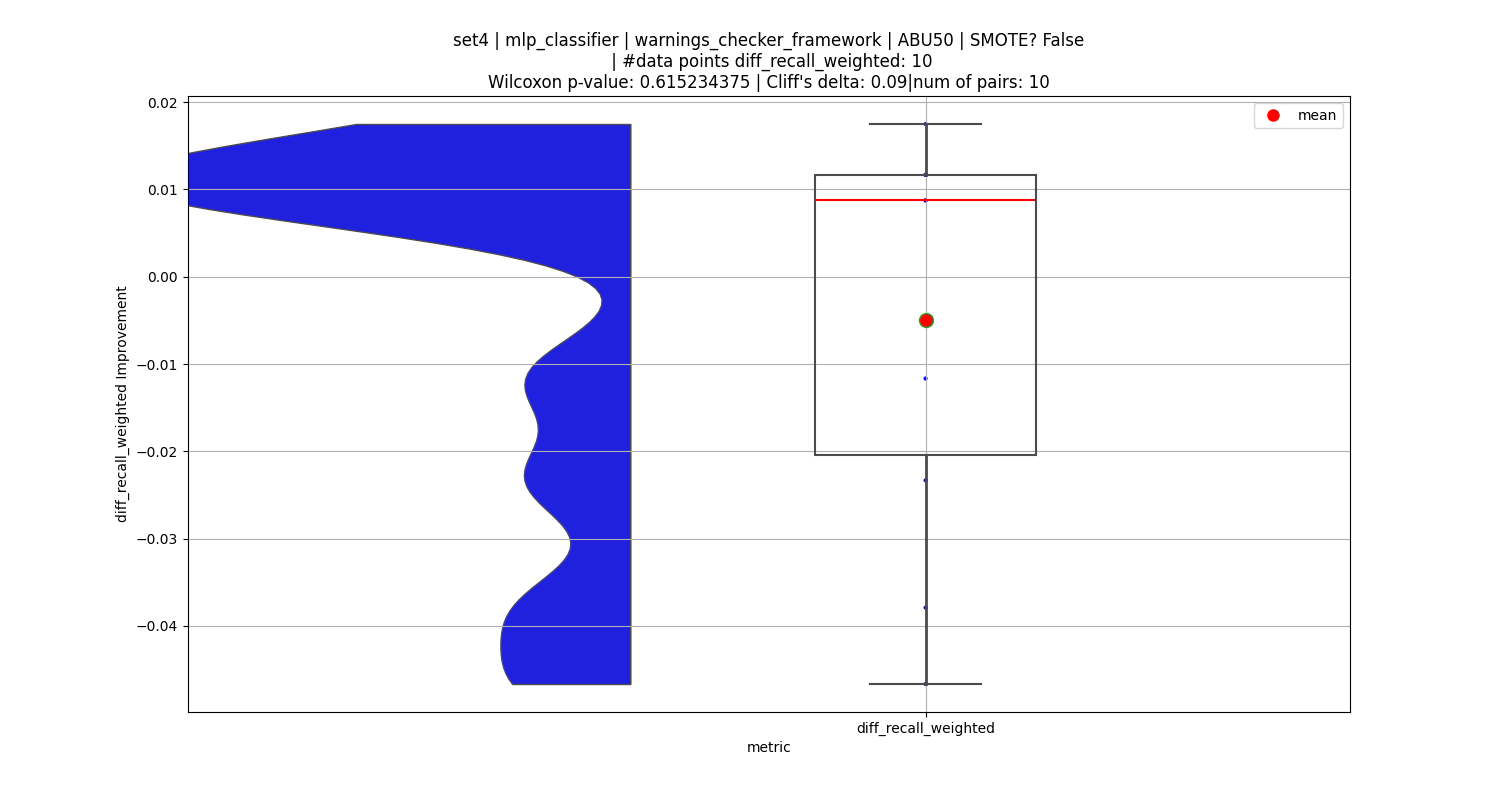 set4 | mlp_classifier | warnings_checker_framework | ABU50 | SMOTE? False
| #data points diff_recall_weighted: 10
Wilcoxon p-value: 0.615234375 | Cliff's delta: 0.09|num of pairs: 10
mean
0.02
0.01
0.00
−0.01
−0.02
−0.03
−0.04
diff_recall_weighted Improvement
diff_recall_weighted
metric